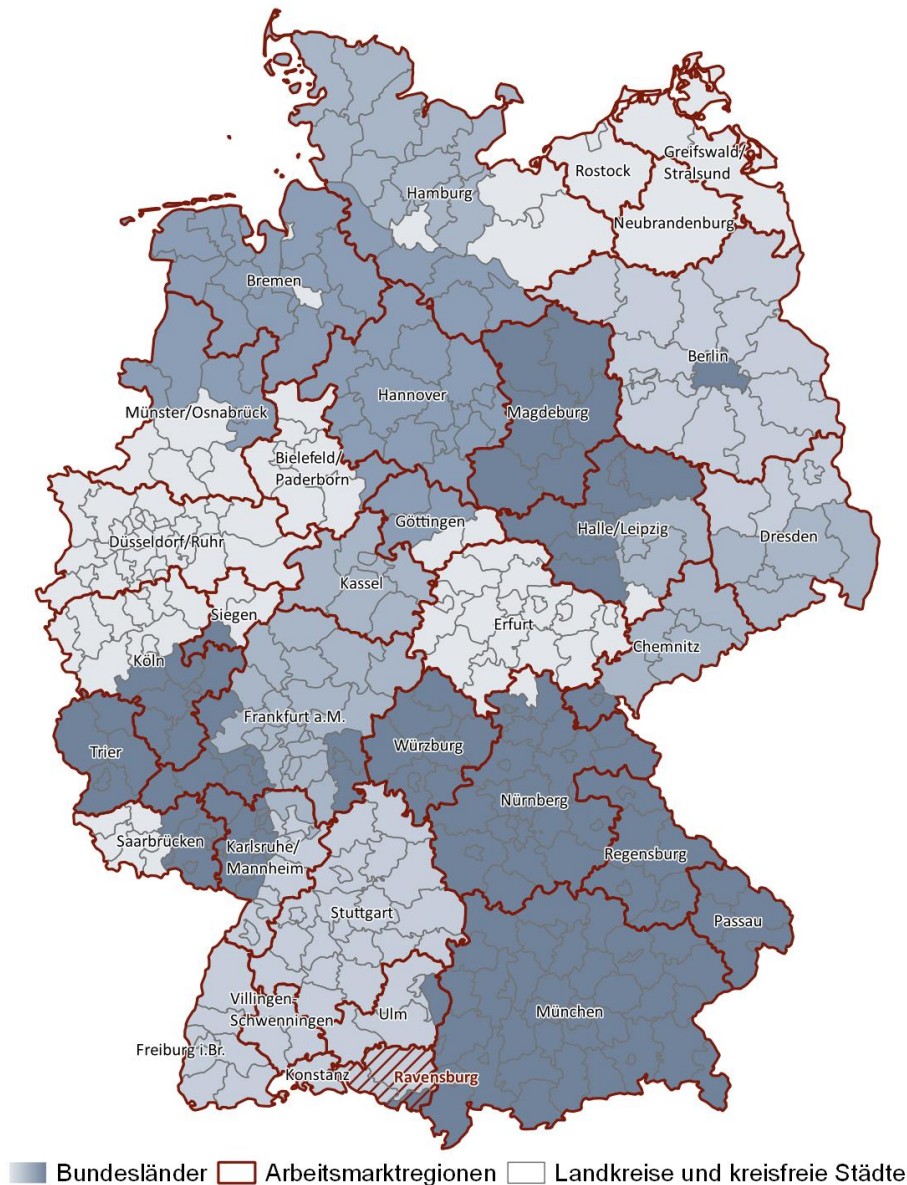 Rostock
Greifswald/
Stralsund
Hamburg
Neubrandenburg
Bremen
Berlin
Hannover
Magdeburg
Münster/Osnabrück
Bielefeld/
Paderborn
Göttingen
Halle/Leipzig
Düsseldorf/Ruhr
Dresden
Kassel
Siegen
Erfurt
Chemnitz
Köln
Frankfurt a.M.
Trier
Würzburg
Nürnberg
Saarbrücken
Karlsruhe/
Mannheim
Regensburg
Stuttgart
Passau
Villingen-
Schwenningen
Ulm
München
Freiburg i.Br.
Konstanz
Ravensburg
Bundesländer Arbeitsmarktregionen Landkreise und kreisfreie Städte